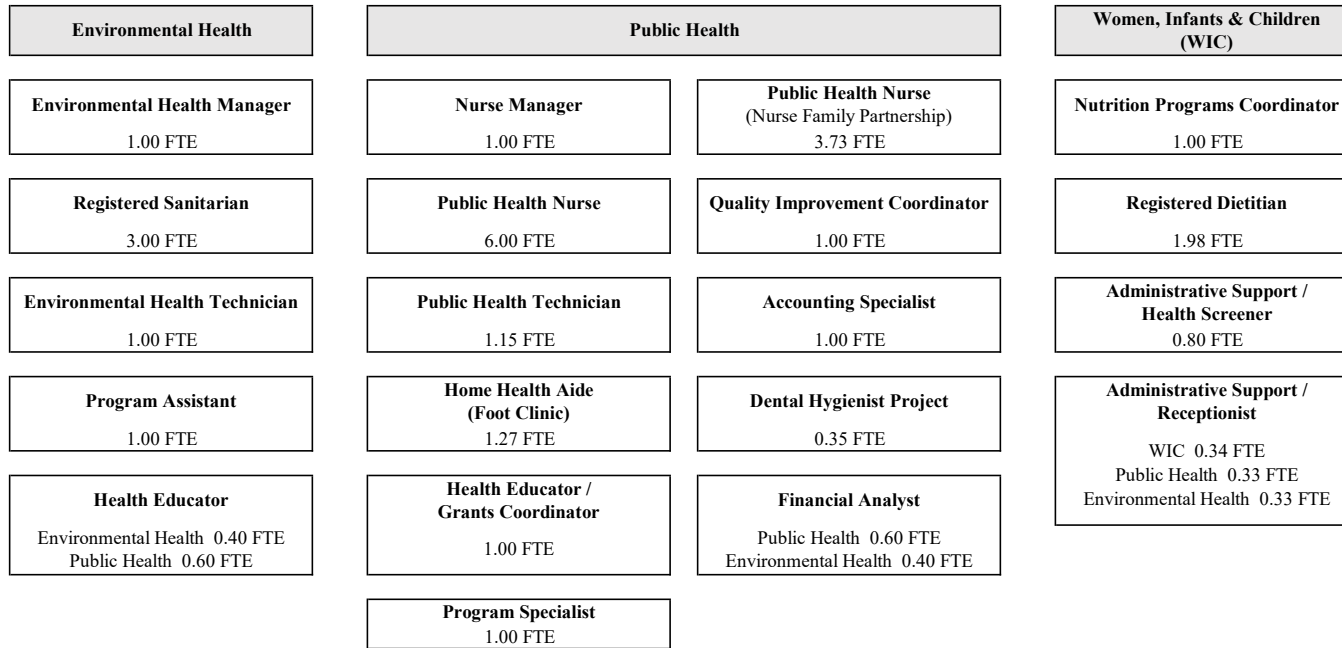 Environmental Health
Environmental Health Manager
1.00 FTE
Registered Sanitarian
3.00 FTE
Environmental Health Technician
1.00 FTE
Program Assistant
1.00 FTE
Health Educator
Environmental Health 0.40 FTE
Public Health 0.60 FTE
Public Health
Nurse Manager
1.00 FTE
Public Health Nurse
6.00 FTE
Public Health Technician
1.15 FTE
Home Health Aide
(Foot Clinic)
1.27 FTE
Health Educator /
Grants Coordinator
1.00 FTE
Program Specialist
1.00 FTE
Public Health Nurse
(Nurse Family Partnership)
3.73 FTE
Quality Improvement Coordinator
1.00 FTE
Accounting Specialist
1.00 FTE
Dental Hygienist Project
0.35 FTE
Financial Analyst
Public Health 0.60 FTE
Environmental Health 0.40 FTE
Women, Infants & Children
(WIC)
Nutrition Programs Coordinator
1.00 FTE
Registered Dietitian
1.98 FTE
Administrative Support /
Health Screener
0.80 FTE
Administrative Support /
Receptionist
WIC 0.34 FTE
Public Health 0.33 FTE
Environmental Health 0.33 FTE